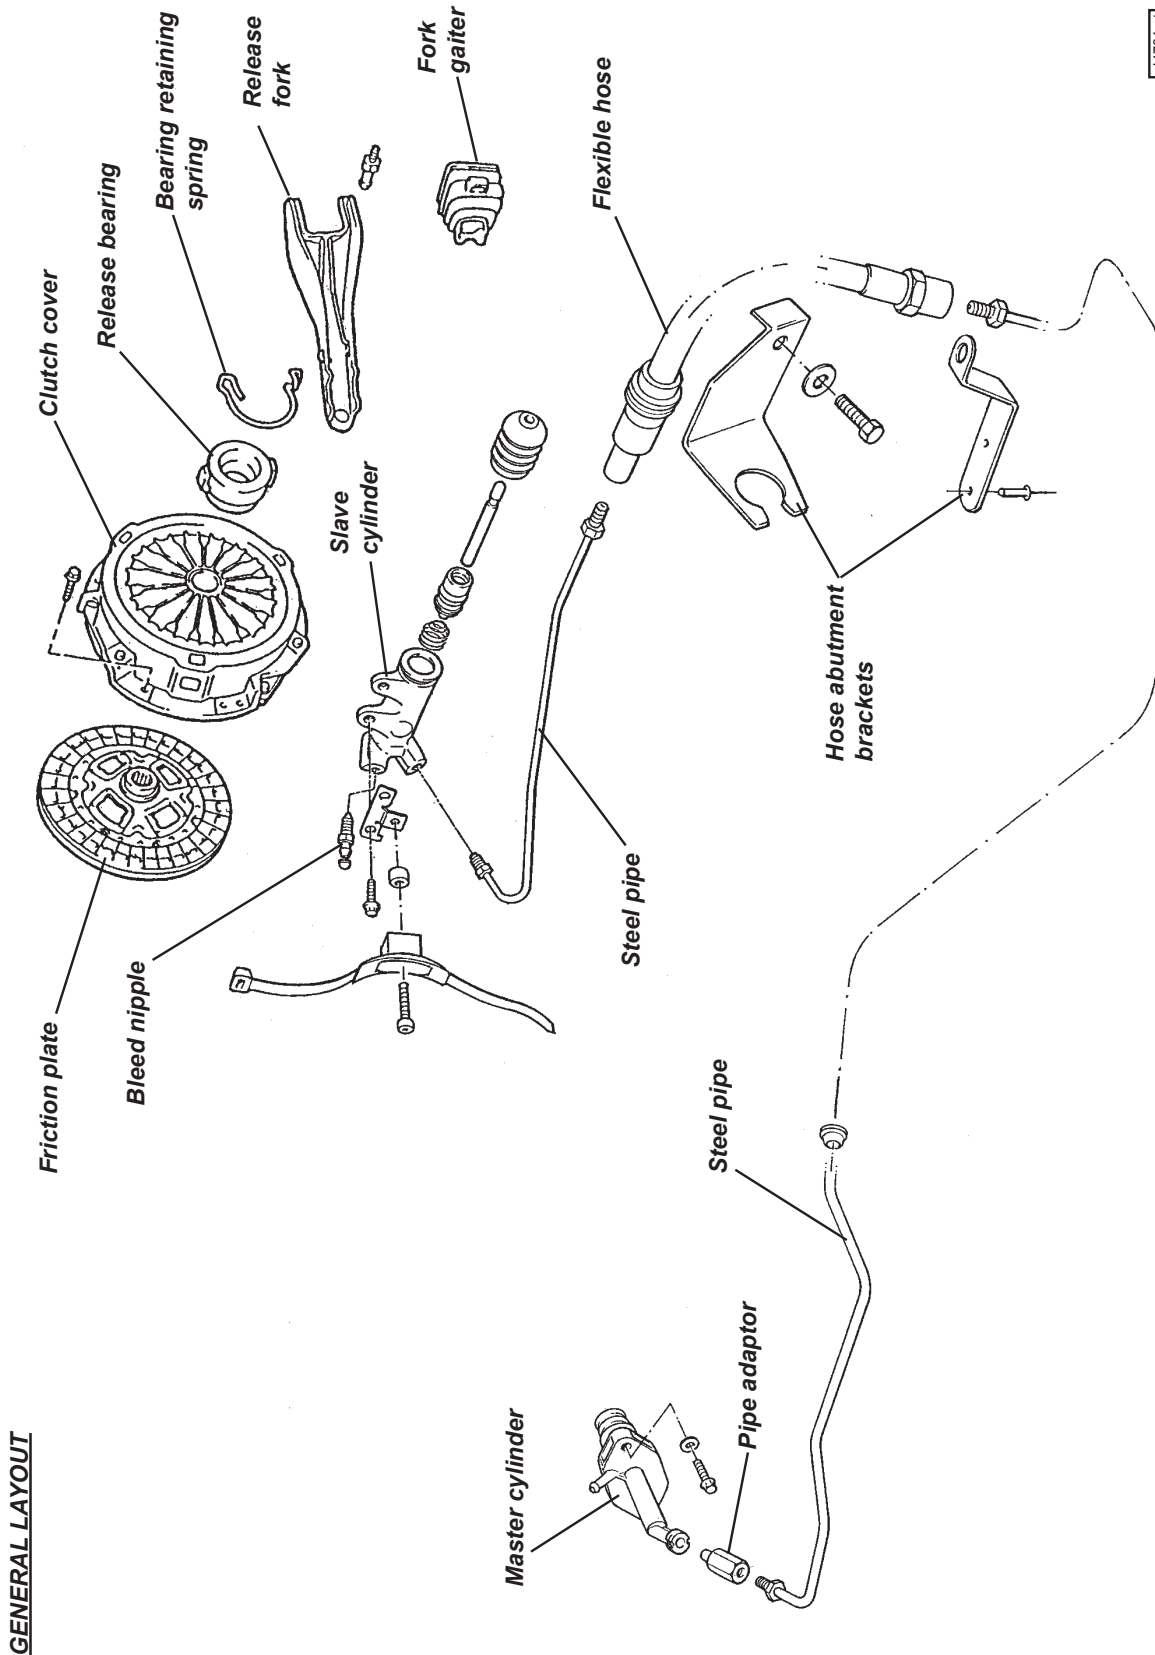 GENERAL LAYOUT
Friction plate
Clutch cover
Release bearing
Bearing retaining
spring
Release
fork
Fork
gaiter
Bleed nipple
Slave
cylinder
Flexible hose
Steel pipe
Hose abutment
brackets
Master cylinder
Pipe adaptor
Steel pipe